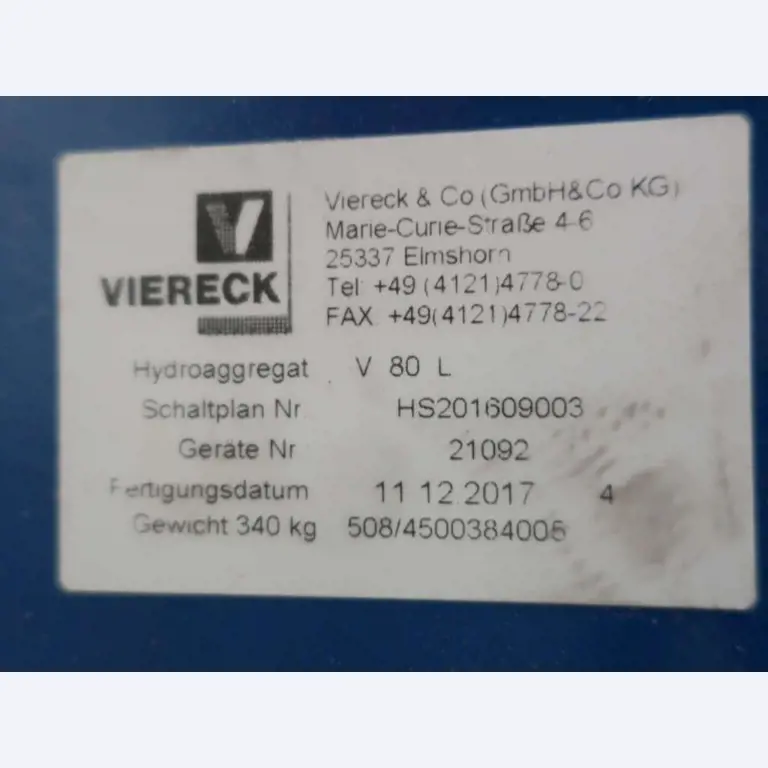 VIERECK
Viereck & Co (GmbH&Co KG)
Marie-Curie-Straße 4-6
25337 Elmshorn
Tel: +49 (4121)4778-0
FAX. +49(4121)4778-22
Hydroaggregat . V 80 L
Schaltplan Nr. HS201609003
Geräte Nr. 21092
Fertigungsdatum 11.12.2017 4
Gewicht 340 kg 508/4500384006